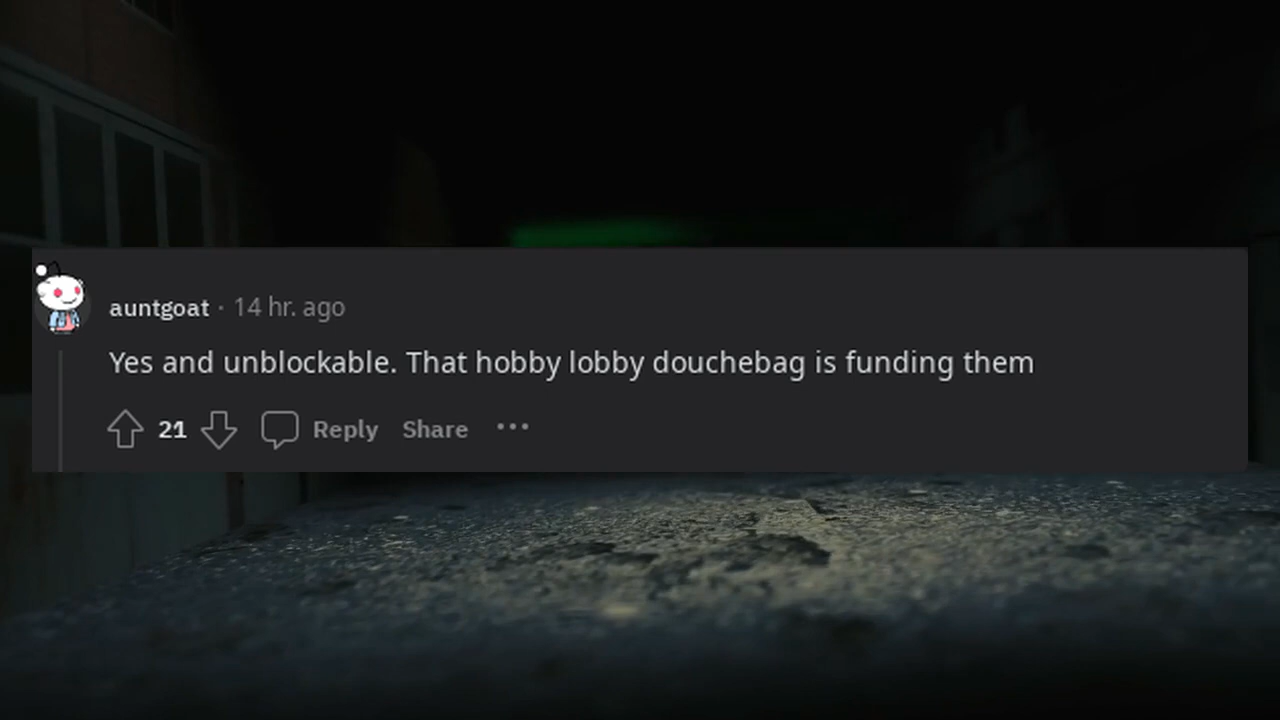 auntgoat · 14 hr. ago
Yes and unblockable. That hobby lobby douchebag is funding them
21 Reply Share